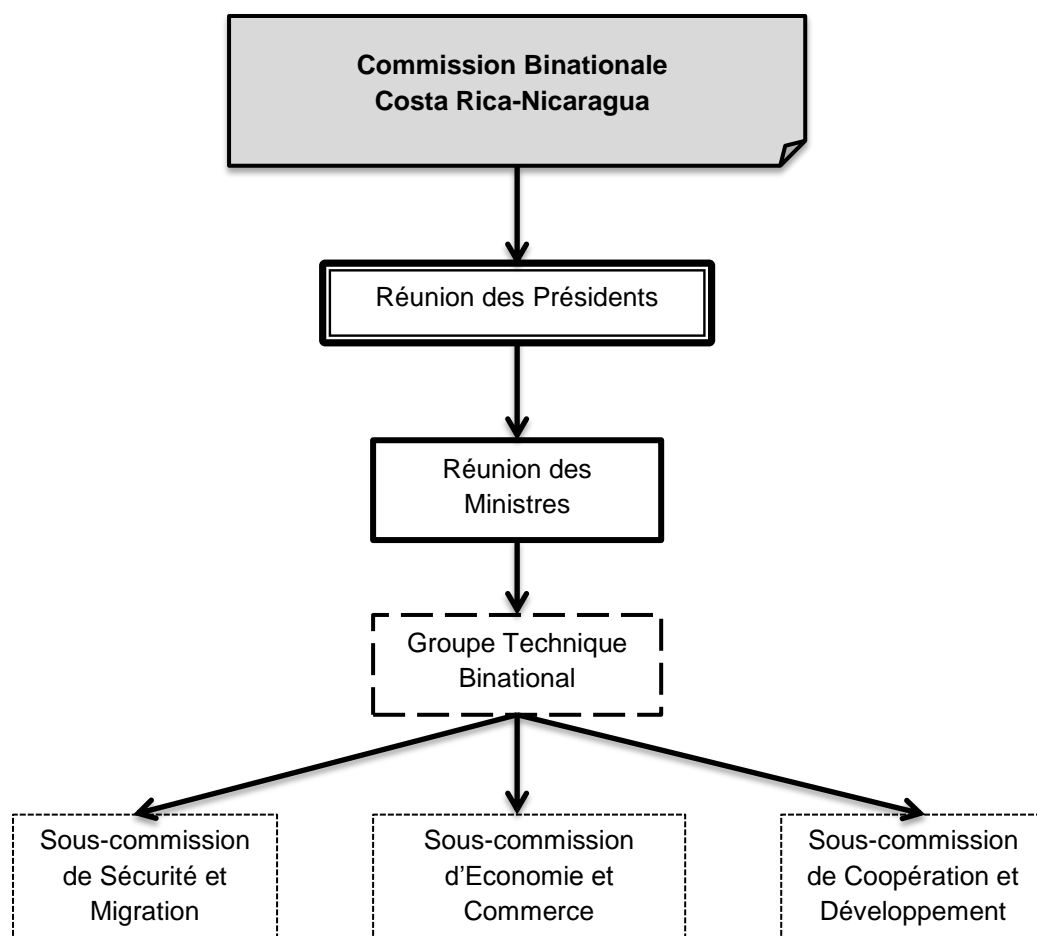 Commission Binationale
Costa Rica-Nicaragua
Réunion des Présidents
Réunion des
Ministres
Groupe Technique
Binational
Sous-commission
de Sécurité et
Migration
Sous-commission
d’Economie et
Commerce
Sous-commission
de Coopération et
Développement